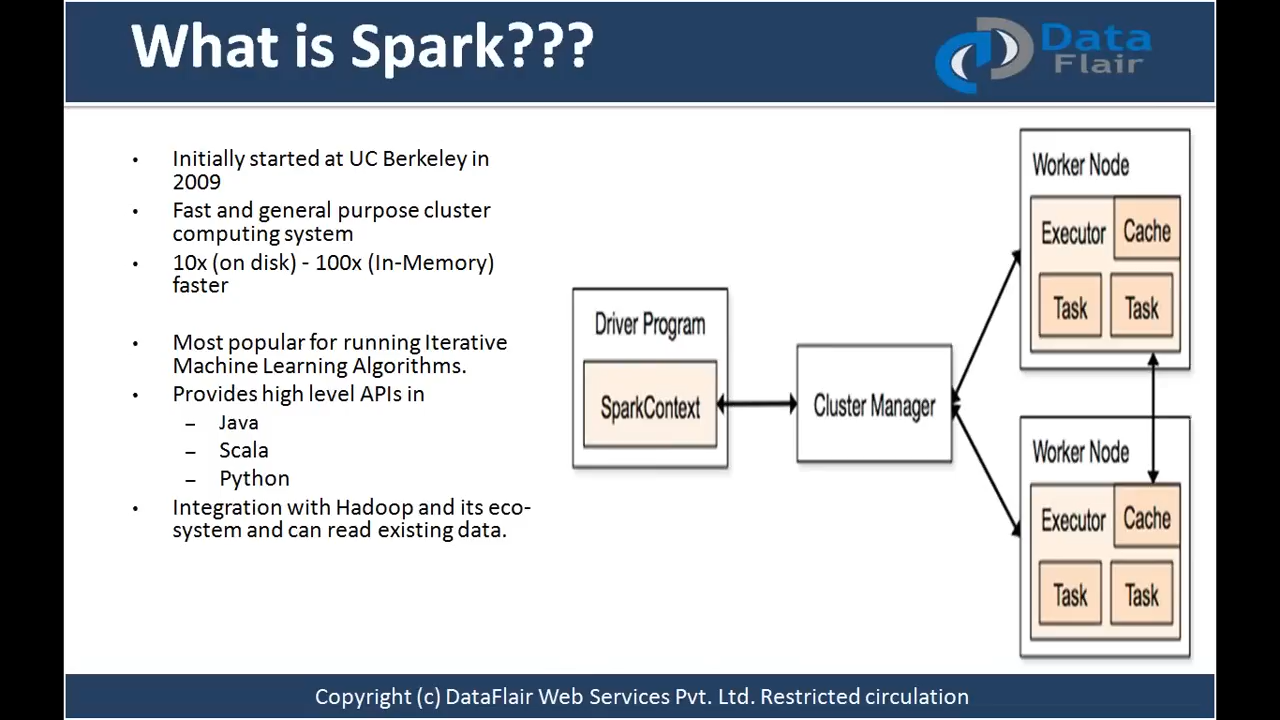 What is Spark???
Data
Flair
• Initially started at UC Berkeley in
2009
• Fast and general purpose cluster
computing system
• 10x (on disk) - 100x (In-Memory)
faster
• Most popular for running Iterative
Machine Learning Algorithms.
• Provides high level APIs in
– Java
– Scala
– Python
• Integration with Hadoop and its eco-
system and can read existing data.
Driver Program
SparkContext
Cluster Manager
Worker Node
Executor
Cache
Task
Task
Worker Node
Executor
Cache
Task
Task
Copyright (c) DataFlair Web Services Pvt. Ltd. Restricted circulation